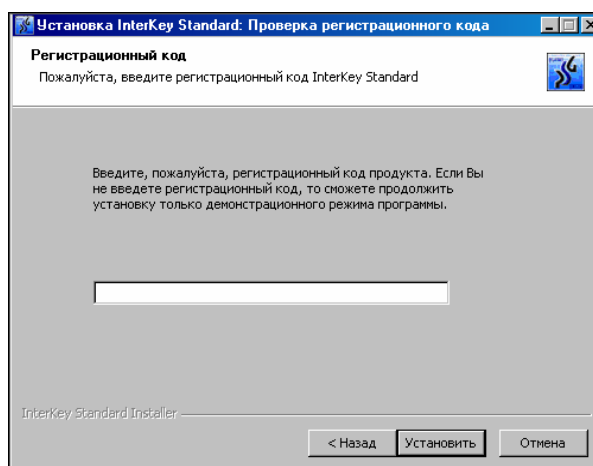 Установка InterKey Standard: Проверка регистрационного кода
Регистрационный код
Пожалуйста, введите регистрационный код InterKey Standard
Введите, пожалуйста, регистрационный код продукта. Если Вы
не введете регистрационный код, то сможете продолжить
установку только демонстрационного режима программы.
InterKey Standard Installer
< Назад
Установить
Отмена